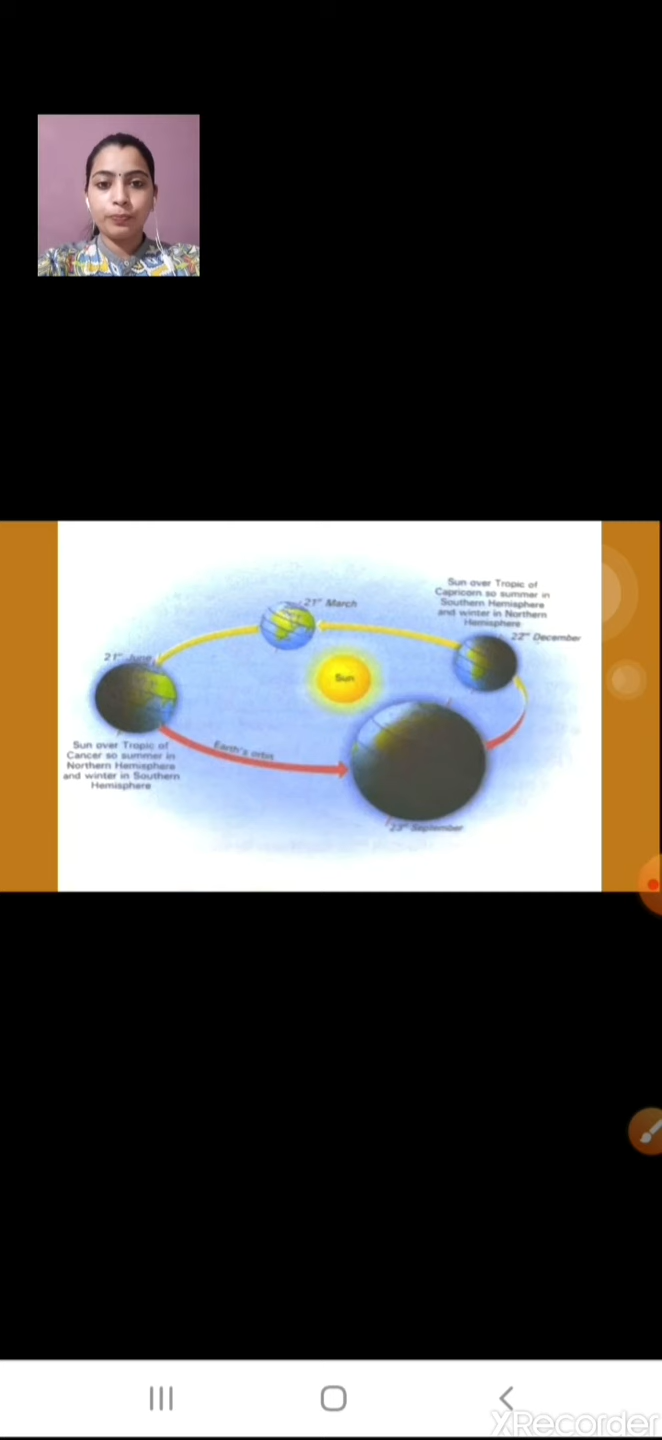 21st March
Sun over Tropic of
Capricorn so summer in
Southern Hemisphere
and winter in Northern
Hemisphere
22nd December
21st June
Sun
Sun over Tropic of
Cancer so summer in
Northern Hemisphere
and winter in Southern
Hemisphere
Earth's orbit
23rd September
XRecorder